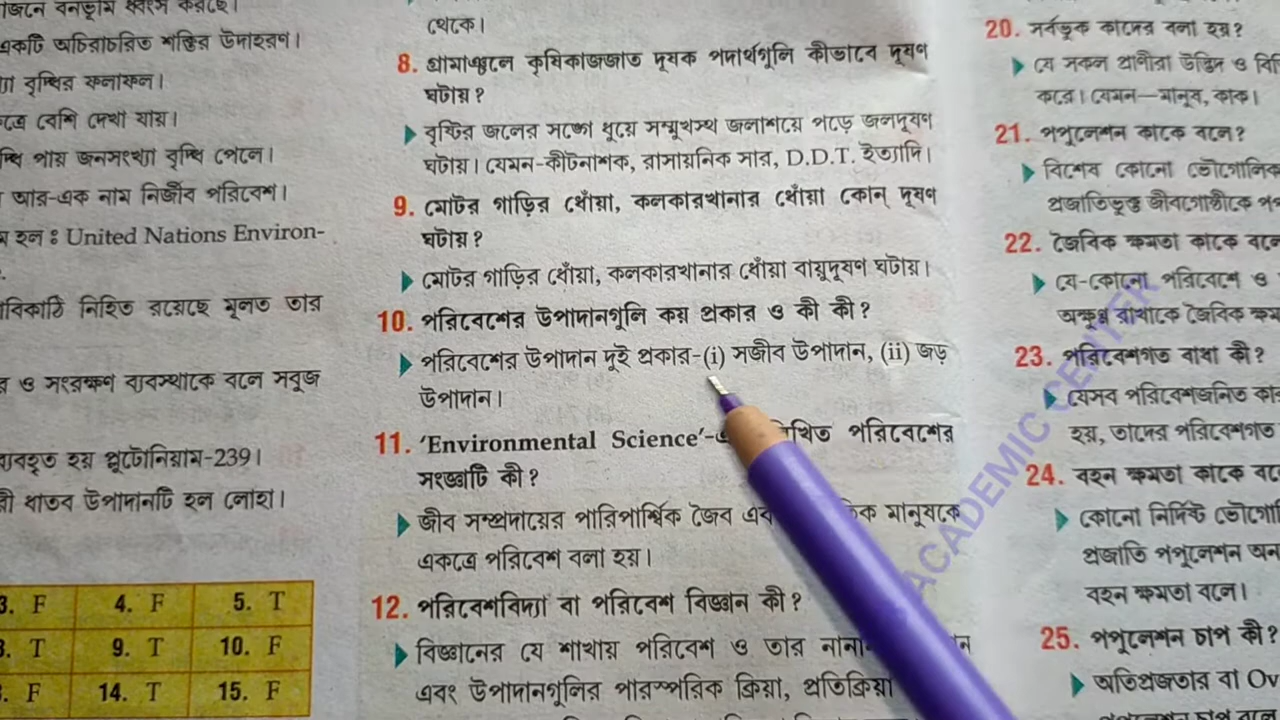 জনে বনভূমি ধ্বংস করছে।
একটি অচিরাচরিত শক্তির উদাহরণ।
বৃদ্ধির ফলাফল।
বেশি দেখা যায়।
পায় জনসংখ্যা বৃদ্ধি পেলে।
আর-এক নাম নির্জীব পরিবেশ।
হল : United Nations Environ-
নিহিত রয়েছে মূলত তার
ও সংরক্ষণ ব্যবস্থাকে বলে সবুজ
ব্যবহৃত হয় প্লুটোনিয়াম-239।
ধাতব উপাদানটি হল লোহা।
3. F 4. F 5. T
T 9. T 10. F
F 14. T 15. F
থেকে।
8. গ্রামাঞ্চলে কৃষিকাজজাত দূষক পদার্থগুলি কীভাবে দূষণ
ঘটায় ?
বৃষ্টির জলের সঙ্গে ধুয়ে সম্মুখস্থ জলাশয়ে পড়ে জলদূষণ
ঘটায়। যেমন-কীটনাশক, রাসায়নিক সার, D.D.T. ইত্যাদি।
9. মোটর গাড়ির ধোঁয়া, কলকারখানার ধোঁয়া কোন্ দূষণ
ঘটায় ?
মোটর গাড়ির ধোঁয়া, কলকারখানার ধোঁয়া বায়ুদূষণ ঘটায়।
10. পরিবেশের উপাদানগুলি কয় প্রকার ও কী কী ?
পরিবেশের উপাদান দুই প্রকার-(i) সজীব উপাদান, (ii) জড়
উপাদান।
11. 'Environmental Science'-এ পরিবেশের
সংজ্ঞাটি কী ?
জীব সম্প্রদায়ের পারিপার্শ্বিক জৈব মানুষকে
একত্রে পরিবেশ বলা হয়।
12. পরিবেশবিদ্যা বা পরিবেশ বিজ্ঞান কী ?
বিজ্ঞানের যে শাখায় পরিবেশ ও তার
এবং উপাদানগুলির পারস্পরিক ক্রিয়া, প্রতিক্রিয়া
20. সর্বভূক কাদের বলা হয় ?
যে সকল প্রাণীরা উদ্ভিদ ও
করে। যেমন—মানুষ, কাক।
21. পপুলেশন কাকে বলে?
বিশেষ কোনো ভৌগোলিক
প্রজাতিভুক্ত জীবগোষ্ঠীকে
22. জৈবিক ক্ষমতা কাকে বলে
যে-কোনো পরিবেশে ও
অক্ষুণ্ণ রাখাকে জৈবিক
23. পরিবেশগত বাধা কী ?
যেসব পরিবেশজনিত
হয়, তাদের পরিবেশগত
24. বহন ক্ষমতা কাকে
কোনো নির্দিষ্ট
প্রজাতি পপুলেশন
বহন ক্ষমতা বলে।
25. পপুলেশন চাপ কী ?
অতিপ্রজতার বা Ov
ACADEMIC CENTER